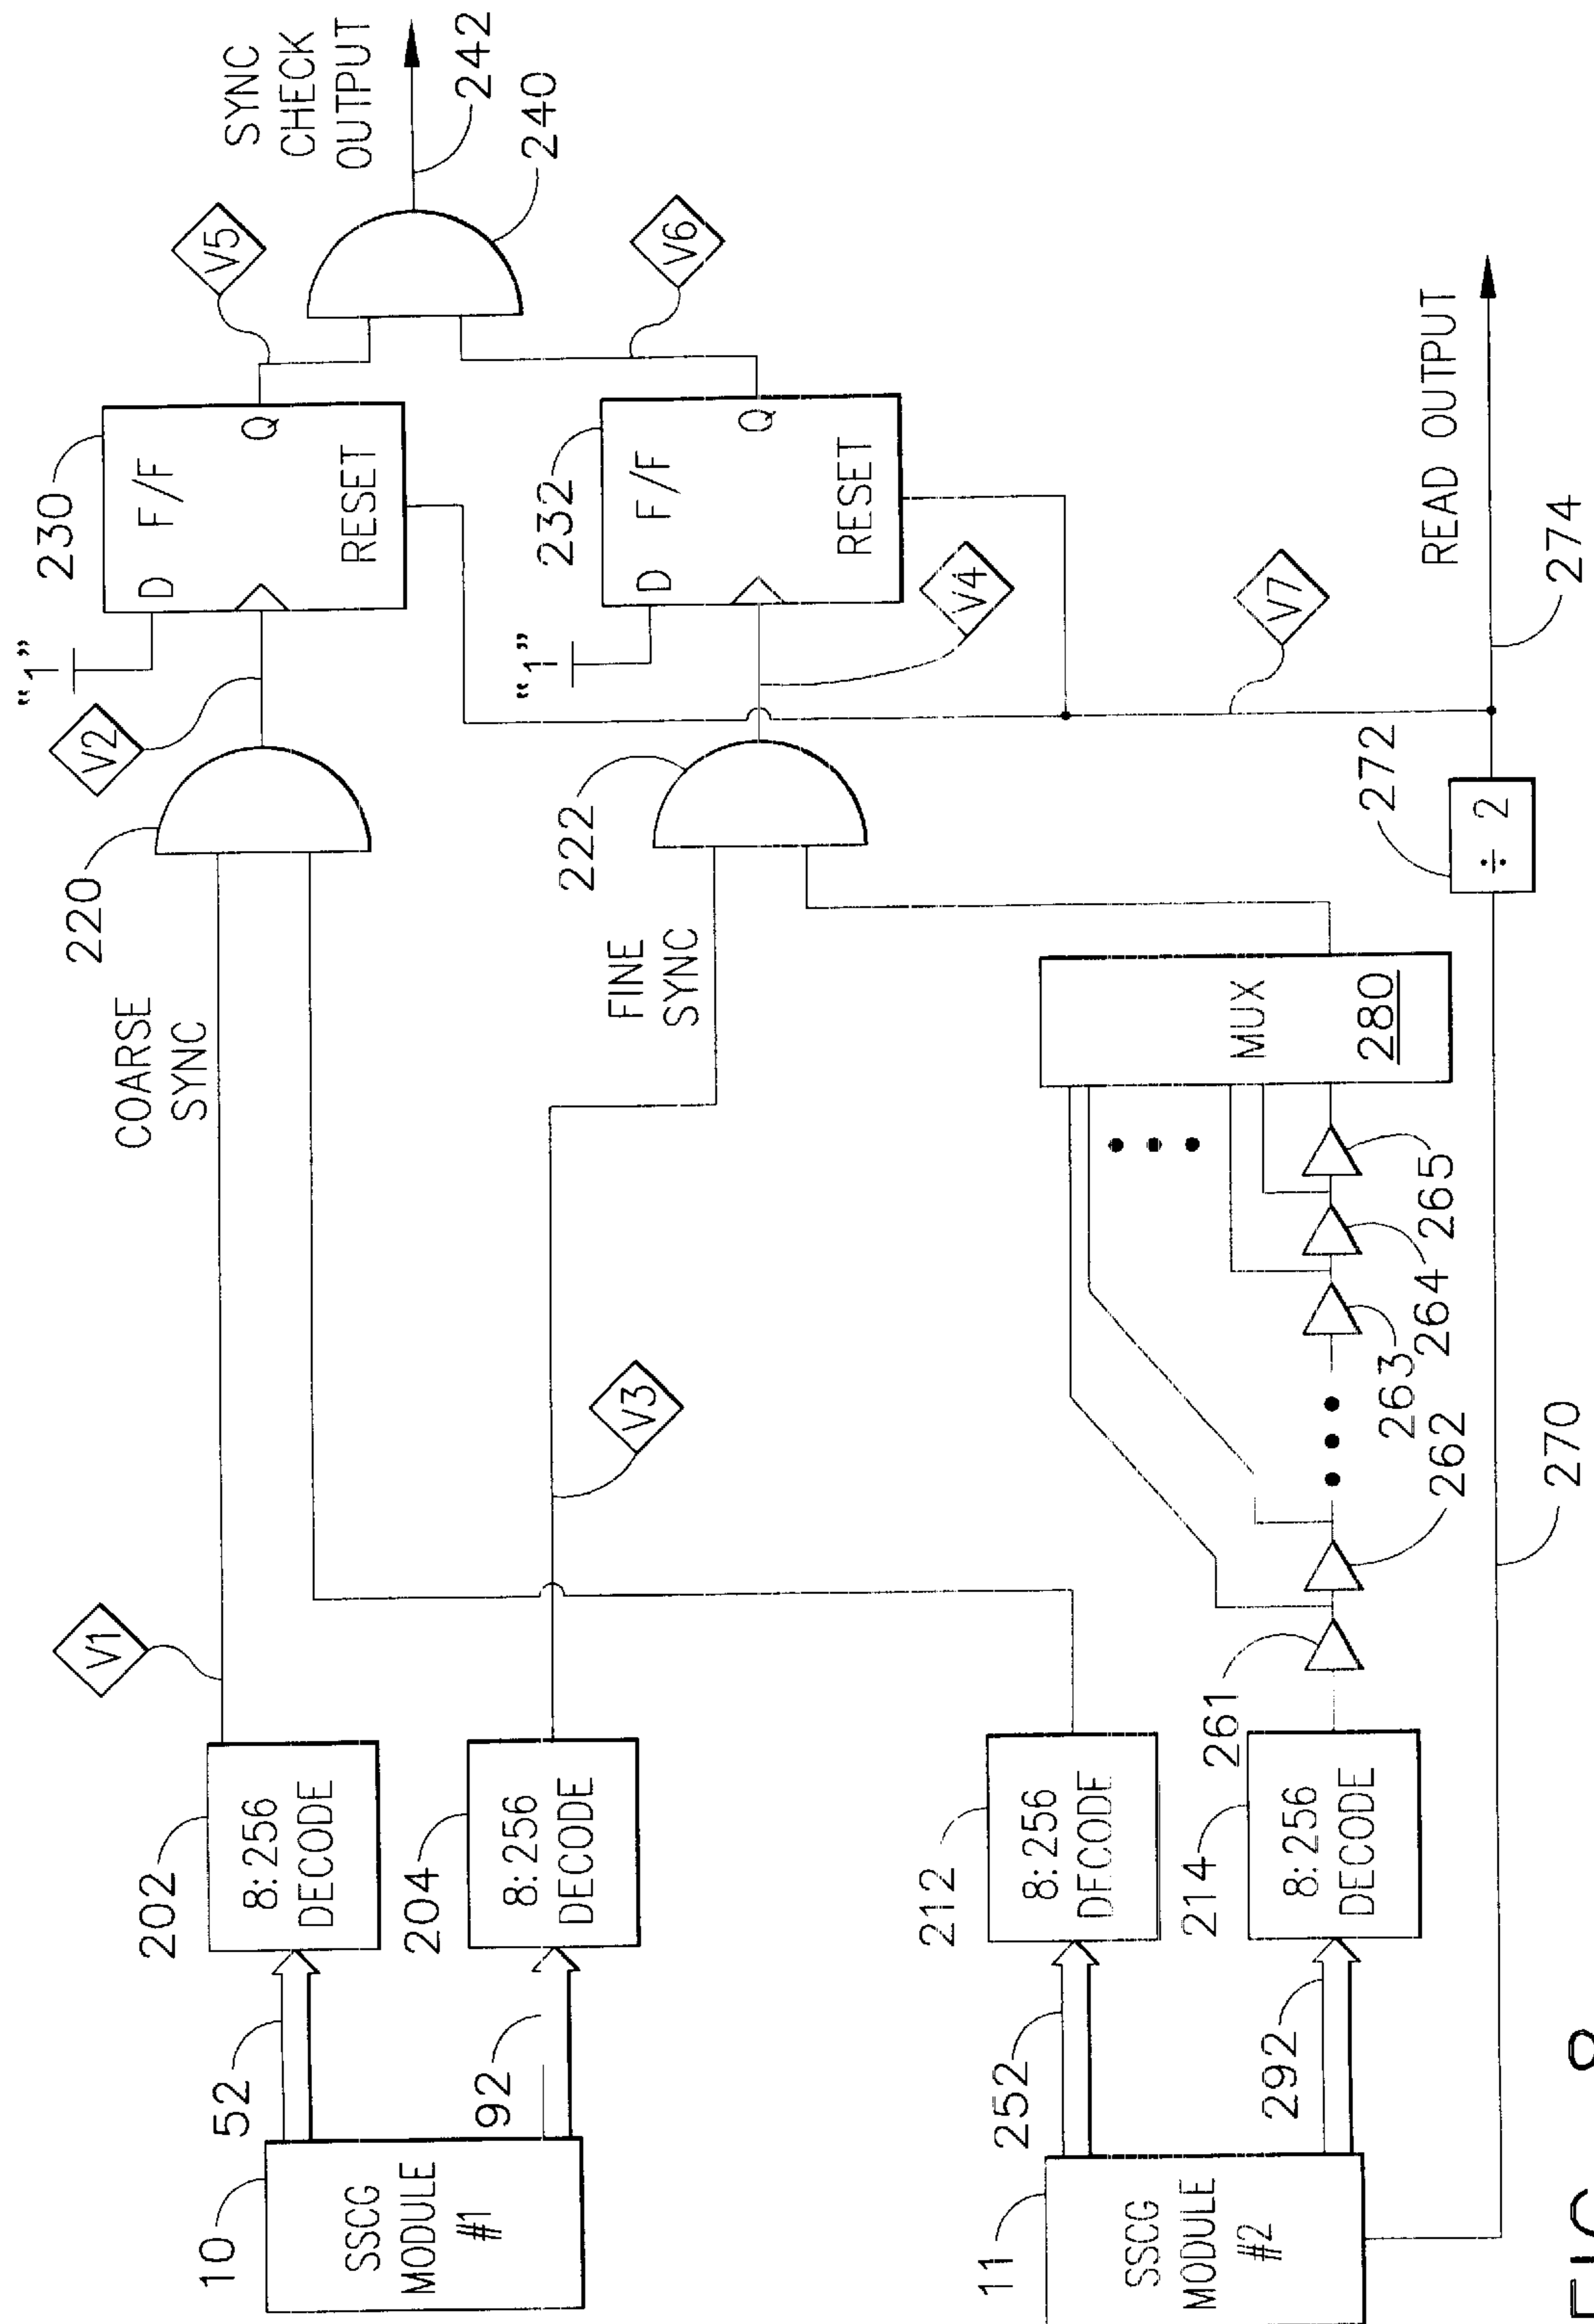 SYNC
CHECK
OUTPUT
242
240
V5
V6
230
D F/F
Q
RESET
"1"
232
D F/F
Q
RESET
"1"
V2
V4
V7
READ OUTPUT
274
220
222
272
÷ 2
COARSE
SYNC
FINE
SYNC
MUX
280
V1
V3
261
262
263
264
265
270
202
8:256
DECODE
204
8:256
DECODE
212
8:256
DECODE
214
8:256
DECODE
52
92
252
292
10
SSCG
MODULE
#1
11
SSCG
MODULE
#2